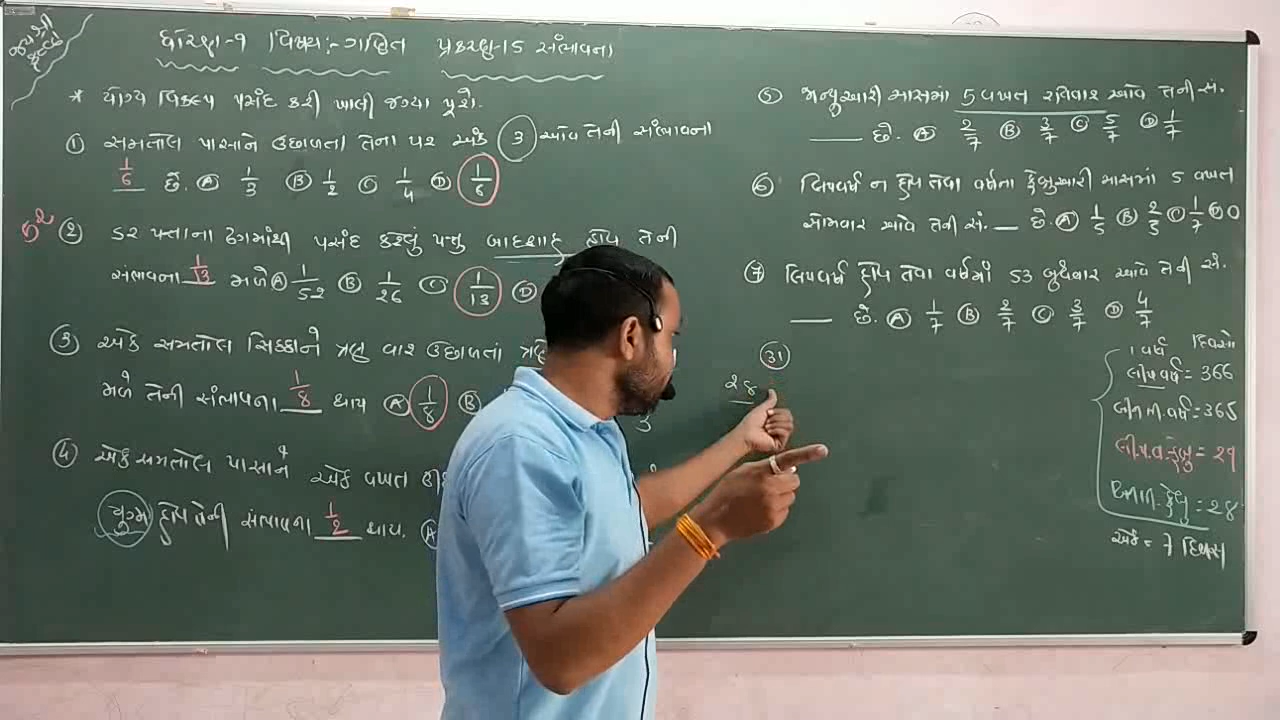 જય શ્રી કૃષ્ણ
ધોરણ-૧ વિષય:-ગણિત પ્રકરણ-15 સંભાવના
* યોગ્ય વિકલ્પ પસંદ કરી ખાલી જગ્યા પૂરો.
① સમતોલ પાસાને ઉછાળતા તેના પર અંક 3 આવે તેની સંભાવના
1/6 છે. Ⓐ 1/3 Ⓑ 1/2 Ⓒ 1/4 Ⓓ 1/6
② 52 પત્તાના ઢગમાંથી પસંદ કરેલું પત્તુ બાદશાહ હોય તેની
સંભાવના 1/13 મળે Ⓐ 1/52 Ⓑ 1/26 Ⓒ 1/13 Ⓓ
③ એક સમતોલ સિક્કાને ત્રણ વાર ઉછાળતાં
મળે તેની સંભાવના 1/8 થાય Ⓐ 1/8 Ⓑ 3
④ એક સમતોલ પાસાને એક વખત
યુગ્મ હોય તેની સંભાવના 1/2 થાય.
⑤ જાન્યુઆરી માસમાં 5 વખત રવિવાર આવે તેની સં.
___ છે. Ⓐ 2/7 Ⓑ 3/7 Ⓒ 5/7 Ⓓ 1/7
⑥ લિપવર્ષ ન હોય તેવા વર્ષના ફેબ્રુઆરી માસમાં 5 વખત
સોમવાર આવે તેની સં. ___ છે. Ⓐ 1/5 Ⓑ 2/5 Ⓒ 1/7 Ⓓ 0
⑦ લિપવર્ષ હોય તેવા વર્ષમાં 53 બુધવાર આવે તેની સં.
___ છે. Ⓐ 1/7 Ⓑ 2/7 Ⓒ 3/7 Ⓓ 4/7
31
૨૪
1 વર્ષ દિવસો
લીપ વર્ષ = 366
બીન લી. વર્ષ = 365
લી.પ.વ. ફેબ્રુ = 29
બિનલી. ફેબ્રુ = 28
અઠ = 7 દિવસ